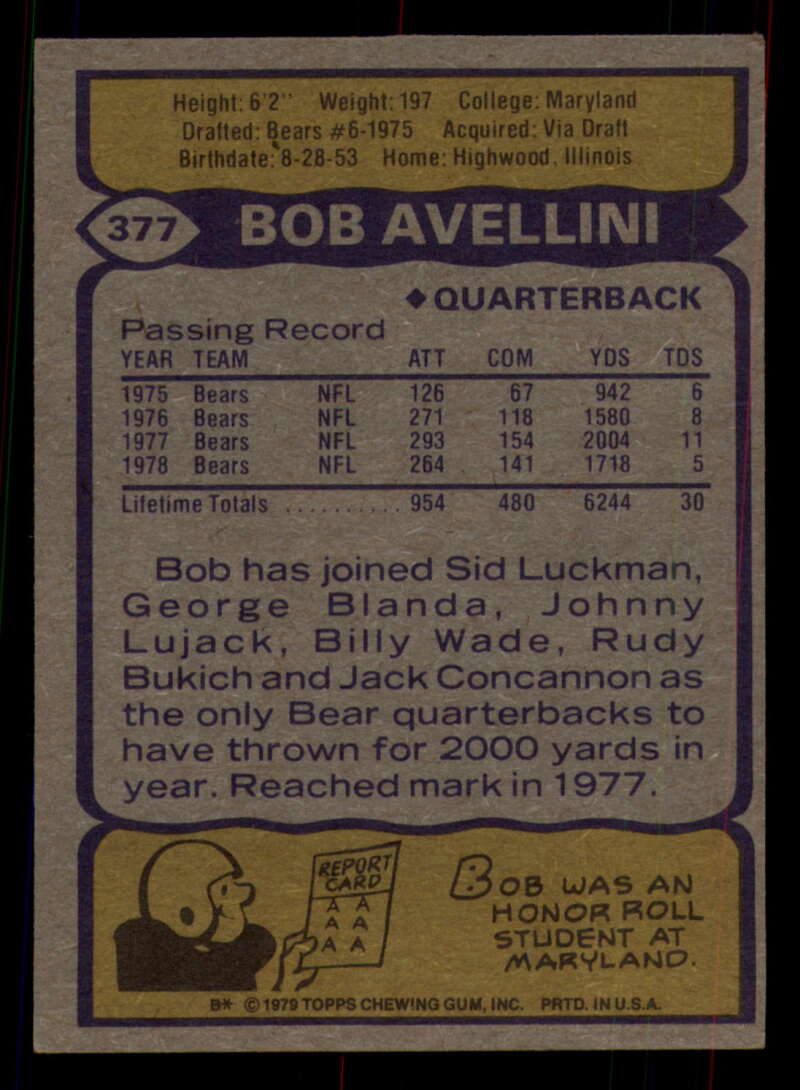 Height: 6'2" Weight: 197 College: Maryland
Drafted: Bears #6-1975 Acquired: Via Draft
Birthdate: 8-28-53 Home: Highwood, Illinois
377 BOB AVELLINI
◆ QUARTERBACK
Passing Record
YEAR TEAM ATT COM YDS TDS
1975 Bears NFL 126 67 942 6
1976 Bears NFL 271 118 1580 8
1977 Bears NFL 293 154 2004 11
1978 Bears NFL 264 141 1718 5
Lifetime Totals .......... 954 480 6244 30
Bob has joined Sid Luckman,
George Blanda, Johnny
Lujack, Billy Wade, Rudy
Bukich and Jack Concannon as
the only Bear quarterbacks to
have thrown for 2000 yards in
year. Reached mark in 1977.
REPORT
CARD
A A
A A
A A
BOB WAS AN
HONOR ROLL
STUDENT AT
MARYLAND.
B* © 1979 TOPPS CHEWING GUM, INC. PRTD. IN U.S.A.